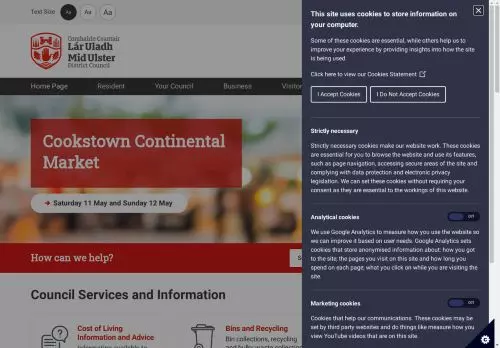 Text Size Aa Aa Aa
Comhairle Ceantair
Lár Uladh
Mid Ulster
District Council
Home Page Resident Your Council Business Visitor
Cookstown Continental
Market
➔ Saturday 11 May and Sunday 12 May
How can we help?
S
Council Services and Information
Cost of Living
Information and Advice
Information available to
Bins and Recycling
Bin collections, recycling
and bulky waste collection
This site uses cookies to store information on
your computer.
Some of these cookies are essential, while others help us to
improve your experience by providing insights into how the site
is being used.
Click here to view our Cookies Statement
I Accept Cookies I Do Not Accept Cookies
Strictly necessary
Strictly necessary cookies make our website work. These cookies
are essential for you to browse the website and use its features,
such as page navigation, accessing secure areas of the site and
complying with data protection and electronic privacy
legislation. We can set these cookies without requiring your
consent as they are essential to the workings of this website.
Analytical cookies Off
We use Google Analytics to measure how you use the website so
we can improve it based on user needs. Google Analytics sets
cookies that store anonymised information about: how you got
to the site; the pages you visit on this site and how long you
spend on each page; what you click on while you are visiting the
site.
Marketing cookies Off
Cookies that help our communications. These cookies may be
set by third party websites and do things like measure how you
view YouTube videos that are on this site.